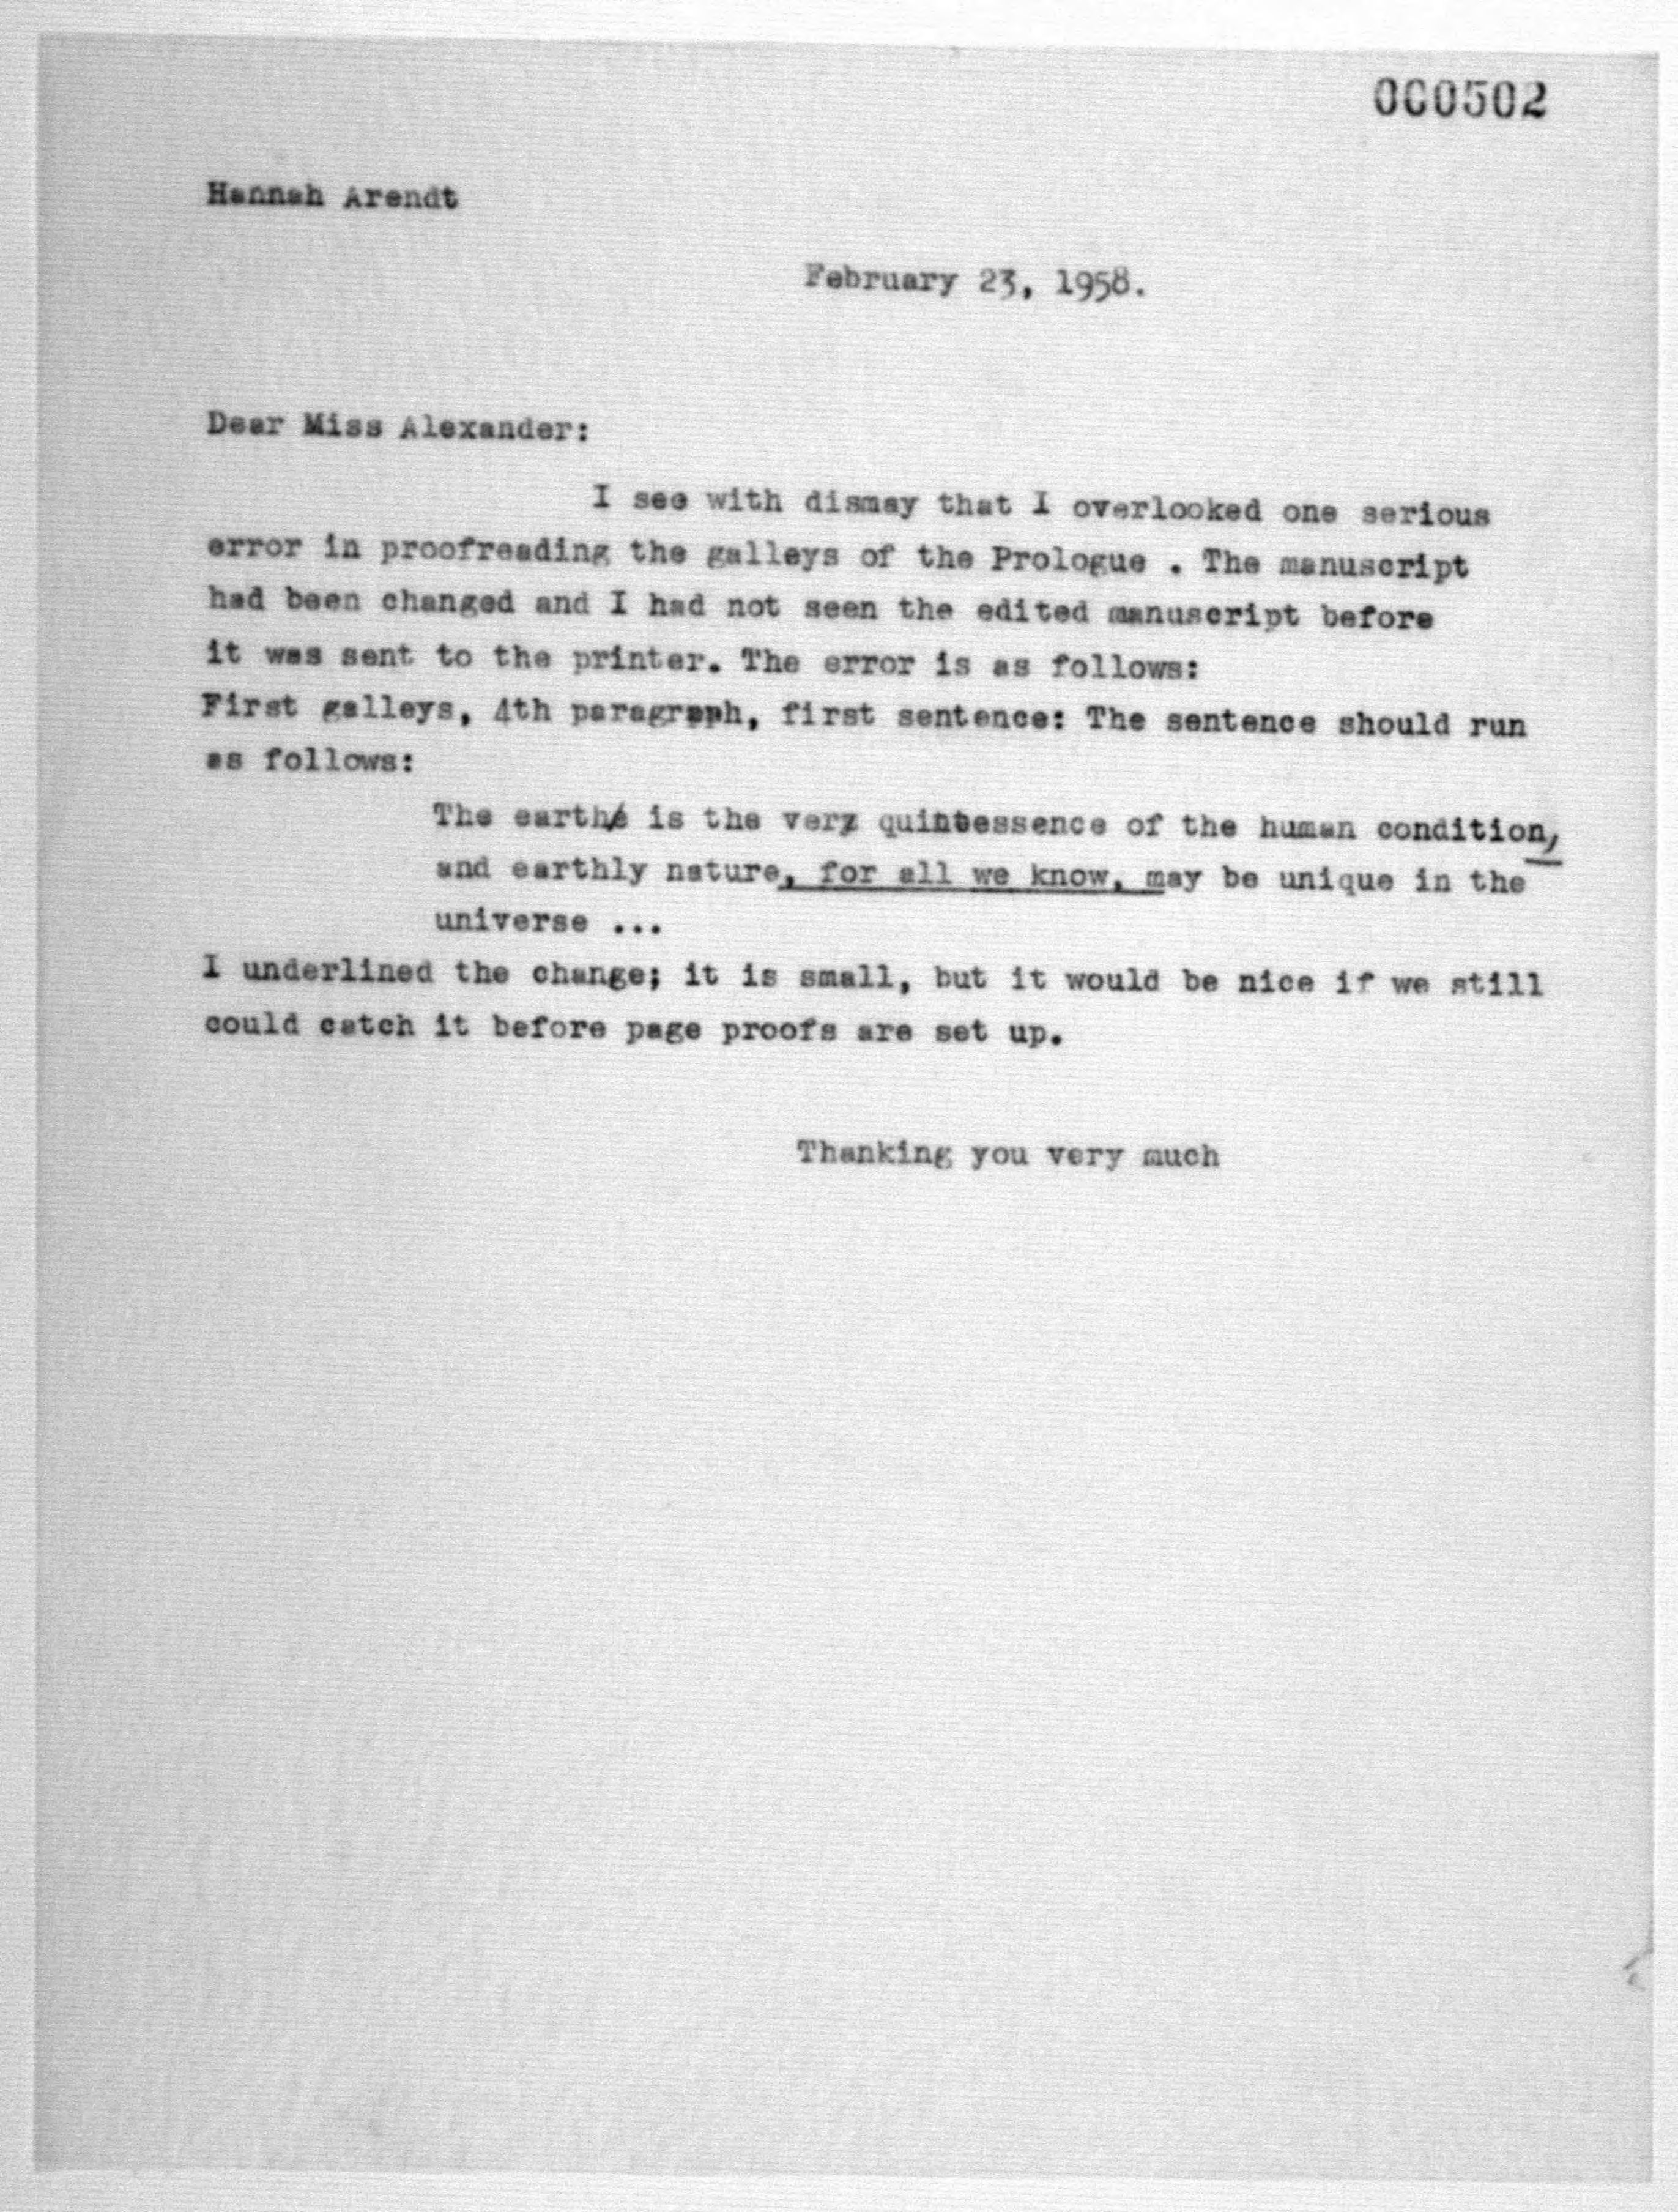 000502
Hannah Arendt
February 23, 1958.
Dear Miss Alexander:
I see with dismay that I overlooked one serious
error in proofreading the galleys of the Prologue . The manuscript
had been changed and I had not seen the edited manuscript before
it was sent to the printer. The error is as follows:
First galleys, 4th paragraph, first sentence: The sentence should run
as follows:
The earth is the very quintessence of the human condition,
and earthly nature, for all we know, may be unique in the
universe ...
I underlined the change; it is small, but it would be nice if we still
could catch it before page proofs are set up.
Thanking you very much